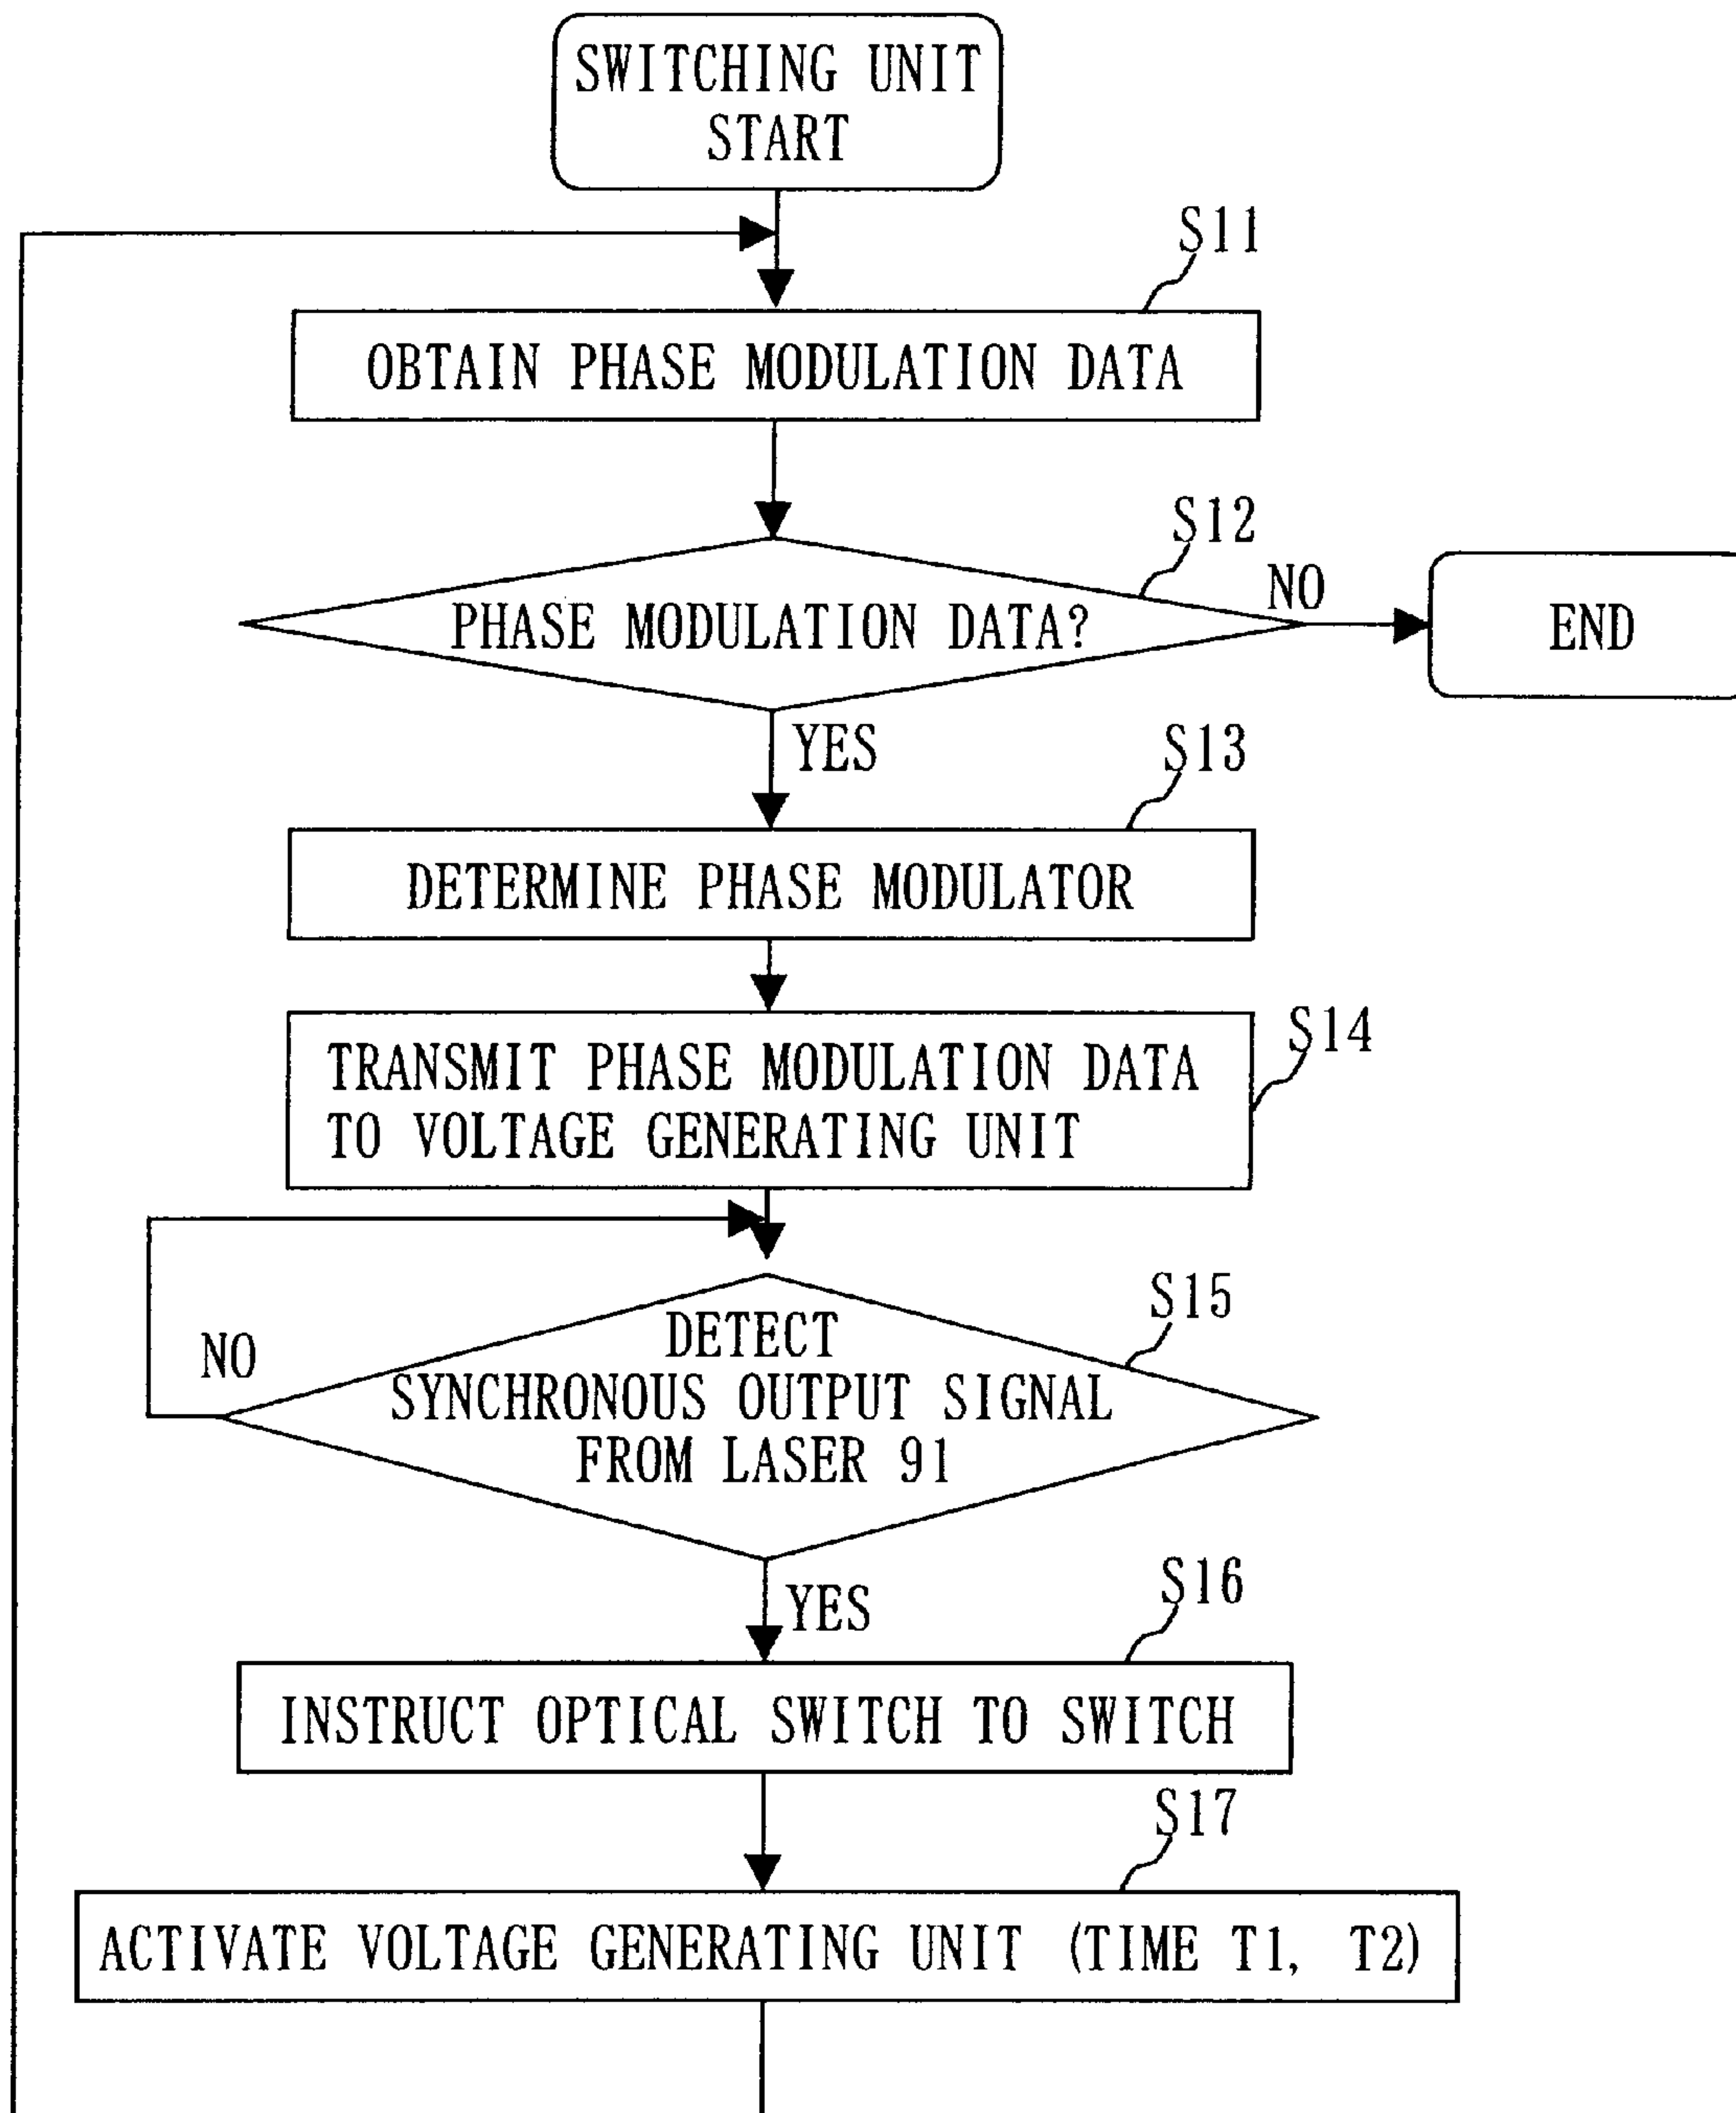 SWITCHING UNIT
START
S11
OBTAIN PHASE MODULATION DATA
S12
PHASE MODULATION DATA?
NO
END
YES
S13
DETERMINE PHASE MODULATOR
S14
TRANSMIT PHASE MODULATION DATA
TO VOLTAGE GENERATING UNIT
S15
NO
DETECT
SYNCHRONOUS OUTPUT SIGNAL
FROM LASER 91
YES
S16
INSTRUCT OPTICAL SWITCH TO SWITCH
S17
ACTIVATE VOLTAGE GENERATING UNIT (TIME T1, T2)